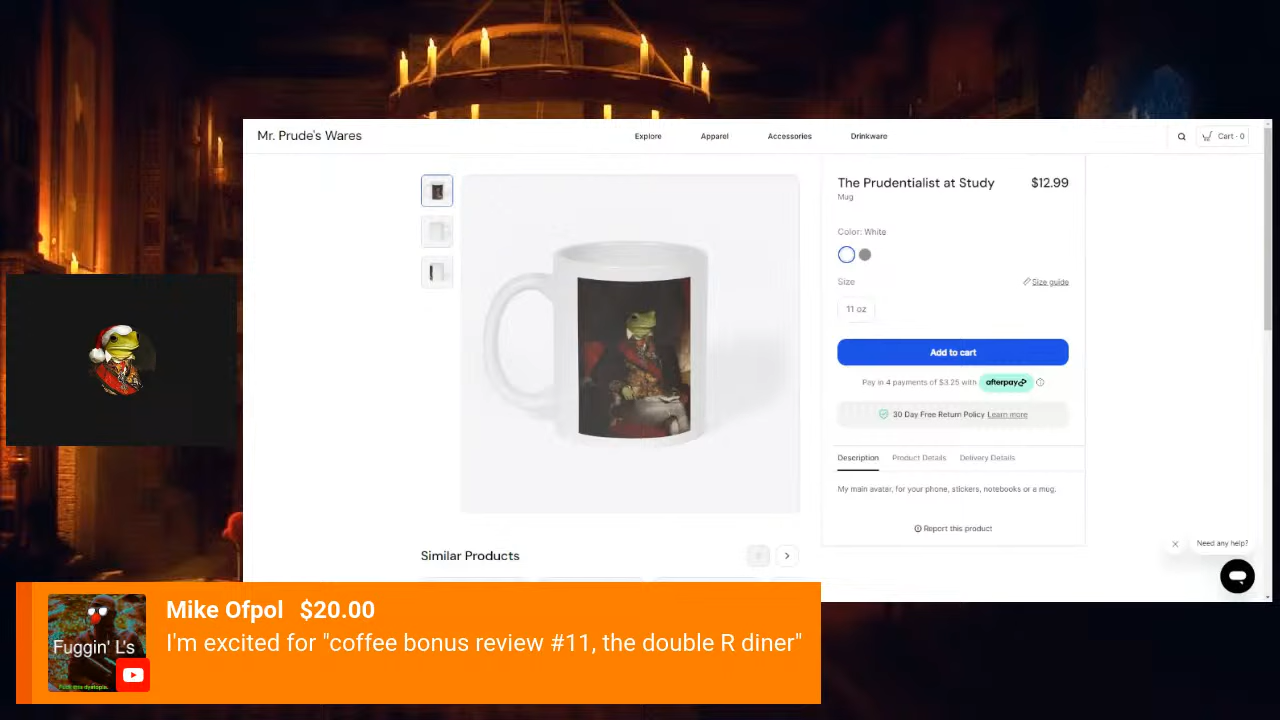 Mr. Prude's Wares
Explore
Apparel
Accessories
Drinkware
Cart · 0
The Prudentialist at Study
$12.99
Mug
Color: White
Size
Size guide
11 oz
Add to cart
Pay in 4 payments of $3.25 with afterpay
30 Day Free Return Policy Learn more
Description
Product Details
Delivery Details
My main avater, for your phone, stickers, notebooks or a mug.
Report this product
Similar Products
Need any help?
Fuggin' L's
Mike Ofpol $20.00
I'm excited for "coffee bonus review #11, the double R diner"